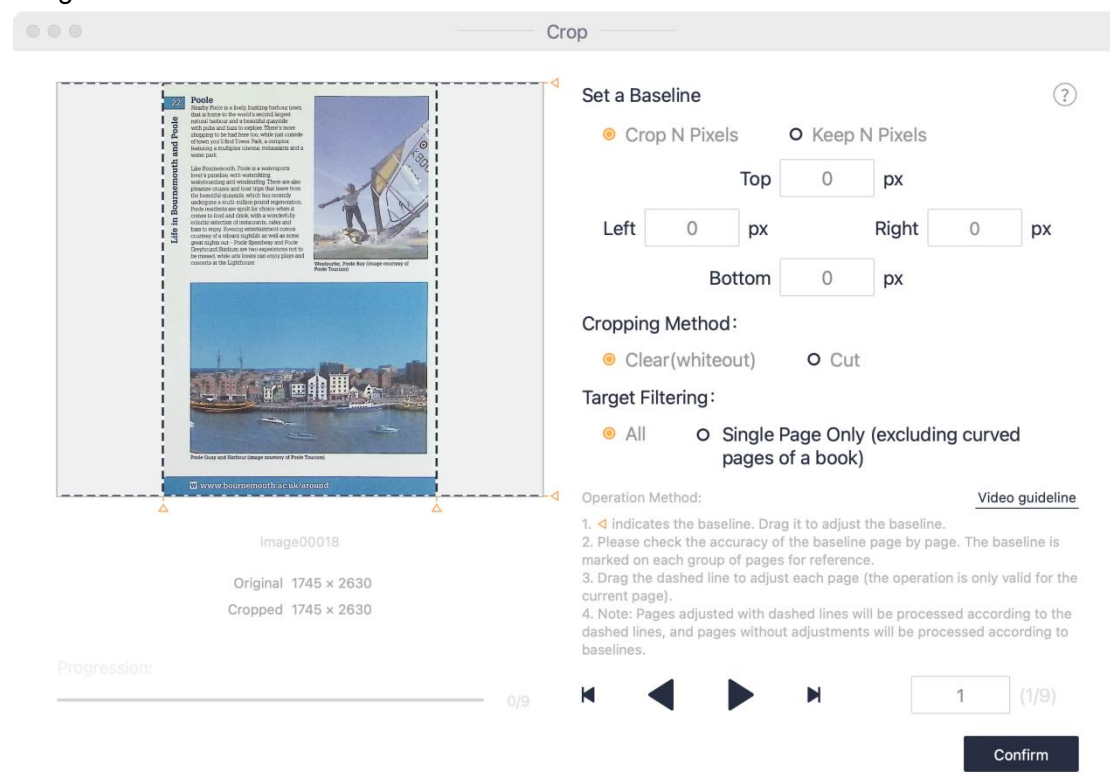 Crop
22
Life in Bournemouth and Poole
Poole
Nearby Poole is a lively, bustling harbour town
that is home to the world's second largest
natural harbour and a beautiful quayside
with pubs and bars to explore. There's more
shopping to be had here too, while just outside
of town you'll find Tower Park, a complex
featuring a multiplex cinema, restaurants and a
water park.
Like Bournemouth, Poole is a watersports
lover's paradise, with waterskiing,
wakeboarding and windsurfing. There are also
pleasure cruises and boat trips that leave from
the beautiful quayside, which has recently
undergone a multi-million pound regeneration.
Poole residents are spoilt for choice when it
comes to food and drink, with a wonderfully
eclectic selection of restaurants, cafes and
bars to enjoy. Evening entertainment comes
courtesy of a vibrant nightlife as well as some
great nights out – Poole Speedway and Poole
Greyhound Stadium are two experiences not to
be missed, while arts lovers can enjoy plays and
concerts at the Lighthouse.
Windsurfer, Poole Bay (image courtesy of
Poole Tourism)
Poole Quay and Harbour (image courtesy of Poole Tourism)
www.bournemouth.ac.uk/around
image00018
Original 1745 × 2630
Cropped 1745 × 2630
Progression:
0/9
Set a Baseline
?
Crop N Pixels Keep N Pixels
Top 0 px
Left 0 px Right 0 px
Bottom 0 px
Cropping Method:
Clear(whiteout) Cut
Target Filtering:
All Single Page Only (excluding curved
pages of a book)
Operation Method: Video guideline
1. indicates the baseline. Drag it to adjust the baseline.
2. Please check the accuracy of the baseline page by page. The baseline is
marked on each group of pages for reference.
3. Drag the dashed line to adjust each page (the operation is only valid for the
current page).
4. Note: Pages adjusted with dashed lines will be processed according to the
dashed lines, and pages without adjustments will be processed according to
baselines.
1 (1/9)
Confirm